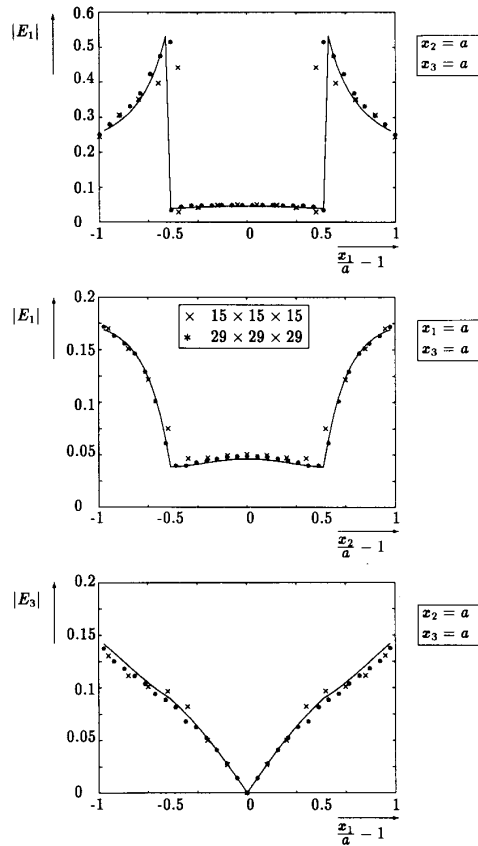 |E₁|
0.6
0.5
0.4
0.3
0.2
0.1
0
-1
-0.5
0
0.5
1
x₁/a − 1
x₂ = a
x₃ = a
|E₁|
0.2
0.15
0.1
0.05
0
-1
-0.5
0
0.5
1
x₂/a − 1
× 15 × 15 × 15
* 29 × 29 × 29
x₁ = a
x₃ = a
|E₃|
0.2
0.15
0.1
0.05
0
-1
-0.5
0
0.5
1
x₁/a − 1
x₂ = a
x₃ = a